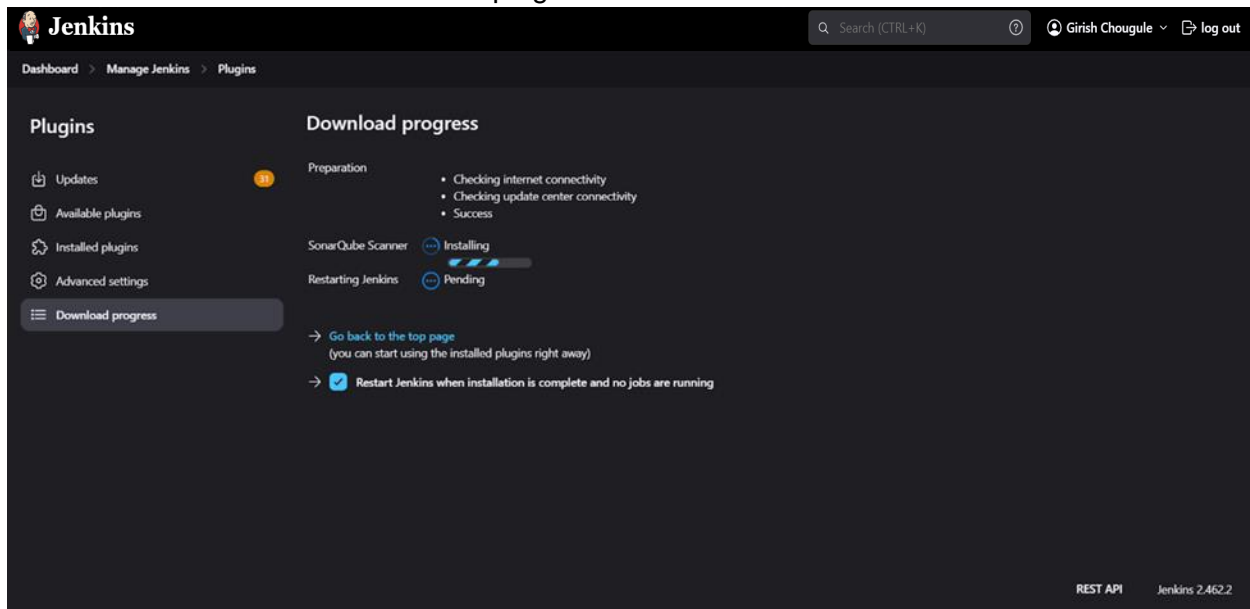 Jenkins
Search (CTRL+K)
Girish Chougule
log out
Dashboard > Manage Jenkins > Plugins
Plugins
Updates 31
Available plugins
Installed plugins
Advanced settings
Download progress
Download progress
Preparation
• Checking internet connectivity
• Checking update center connectivity
• Success
SonarQube Scanner Installing
Restarting Jenkins Pending
→ Go back to the top page
(you can start using the installed plugins right away)
→ Restart Jenkins when installation is complete and no jobs are running
REST API Jenkins 2.462.2